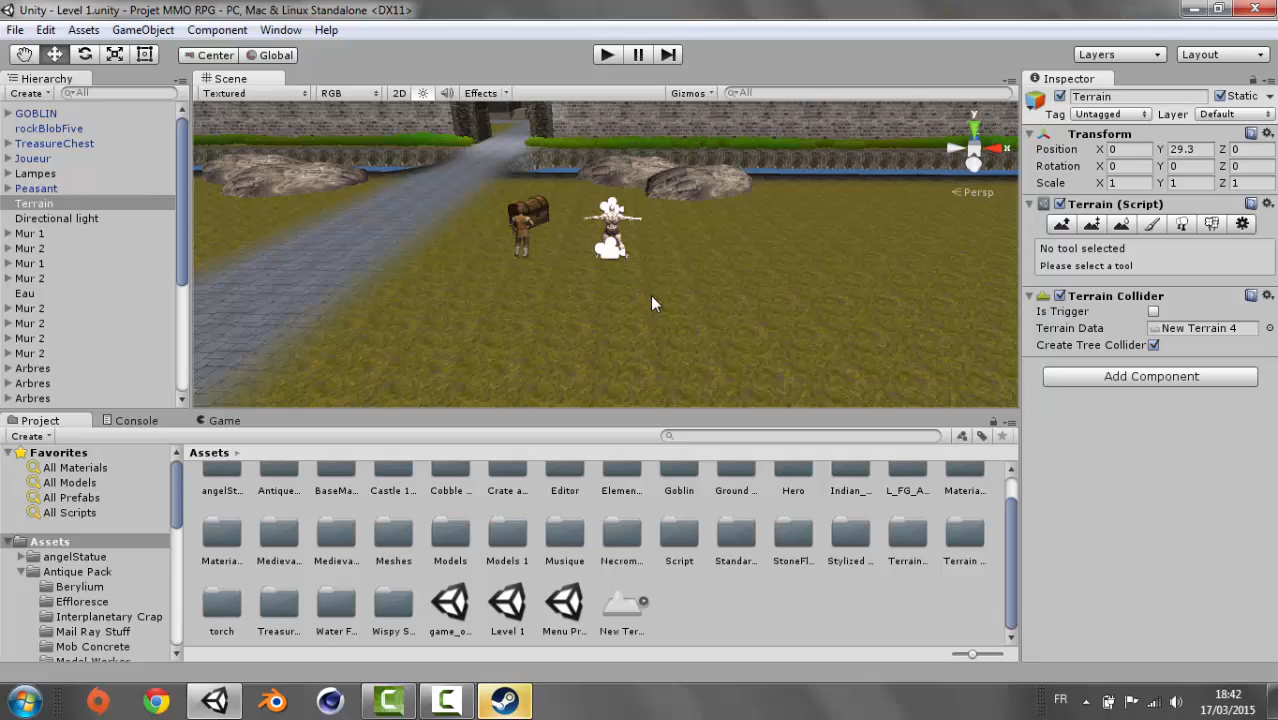 Unity - Level 1.unity - Projet MMO RPG - PC, Mac & Linux Standalone <DX11>
File Edit Assets GameObject Component Window Help
Center Global Layers Layout
Hierarchy
Create All
GOBLIN
rockBlobFive
TreasureChest
Joueur
Lampes
Peasant
Terrain
Directional light
Mur 1
Mur 2
Mur 1
Mur 2
Eau
Mur 2
Mur 2
Mur 2
Mur 2
Arbres
Arbres
Arbres
Scene
Textured RGB 2D Effects Gizmos All
y
x
Persp
Inspector
Terrain Static
Tag Untagged Layer Default
Transform
Position X 0 Y 29.3 Z 0
Rotation X 0 Y 0 Z 0
Scale X 1 Y 1 Z 1
Terrain (Script)
No tool selected
Please select a tool
Terrain Collider
Is Trigger
Terrain Data New Terrain 4
Create Tree Collider
Add Component
Project Console Game
Create
Favorites
All Materials
All Models
All Prefabs
All Scripts
Assets
angelStatue
Antique Pack
Berylium
Effloresce
Interplanetary Crap
Mail Ray Stuff
Mob Concrete
Model Worker
Assets
angelSt... Antique... BaseMa... Castle 1... Cobble ... Crate a... Editor Elemen... Goblin Ground ... Hero Indian_... L_FG_A... Materia...
Materia... Medieva... Medieva... Meshes Models Models 1 Musique Necrom... Script Standar... StoneFl... Stylized ... Terrain... Terrain ...
torch Treasur... Water F... Wispy S... game_o... Level 1 Menu Pr... New Ter...
FR 18:42
17/03/2015